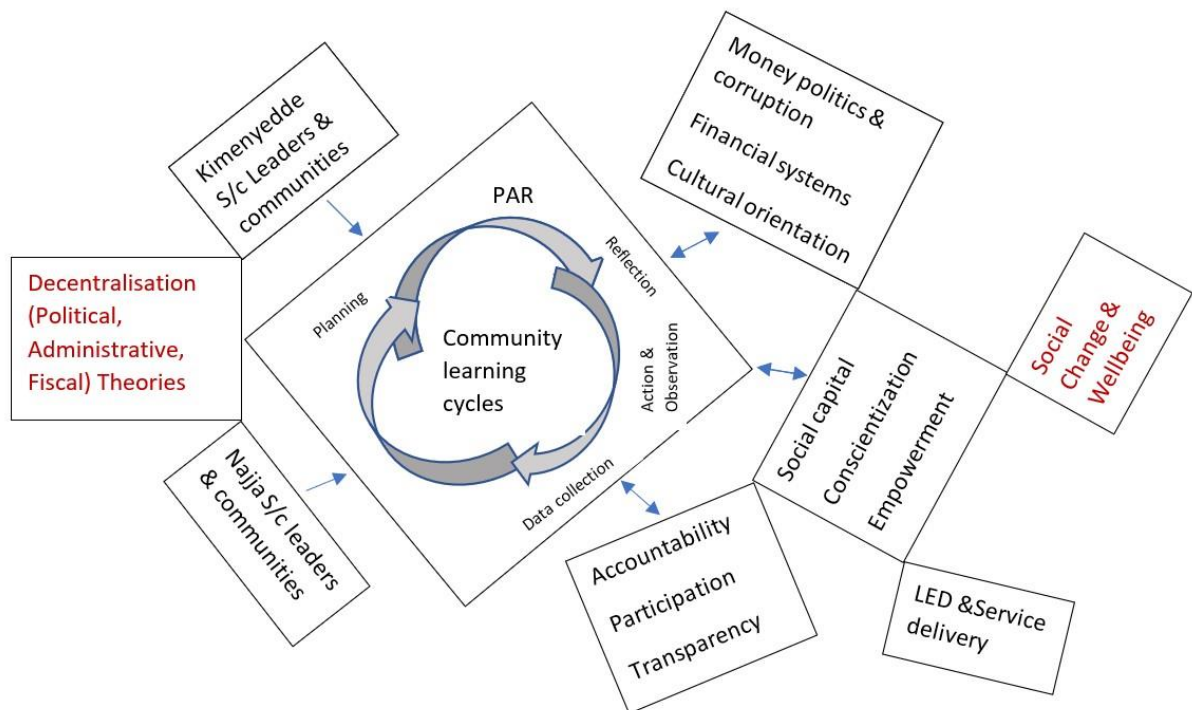 Kimenyedde
S/c Leaders &
communities
Decentralisation
(Political,
Administrative,
Fiscal) Theories
Najja S/c leaders
& communities
PAR
Planning
Reflection
Community
learning
cycles
Action &
Observation
Data collection
Money politics &
corruption
Financial systems
Cultural orientation
Social capital
Conscientization
Empowerment
Social
Change &
Wellbeing
Accountability
Participation
Transparency
LED &Service
delivery